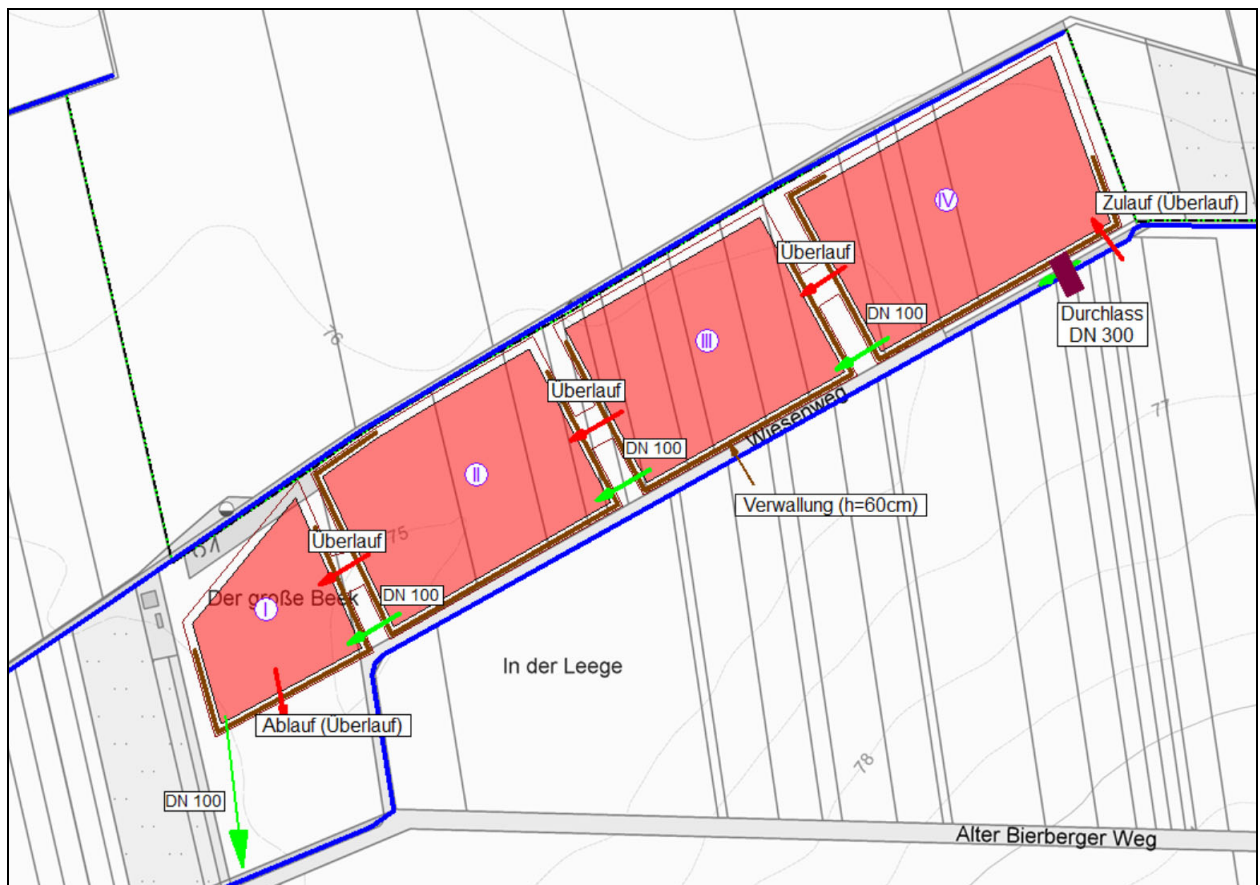 IV
Zulauf (Überlauf)
Überlauf
DN 100
Durchlass
DN 300
76
III
Überlauf
Wiesenweg
77
DN 100
II
Verwallung (h=60cm)
Überlauf
75
DN 100
Der große Beek
I
In der Leege
Ablauf (Überlauf)
78
DN 100
Alter Bierberger Weg